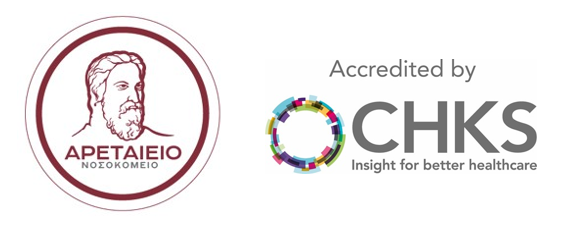 ΑΡΕΤΑΙΕΙΟ
ΝΟΣΟΚΟΜΕΙΟ
Accredited by
CHKS
Insight for better healthcare